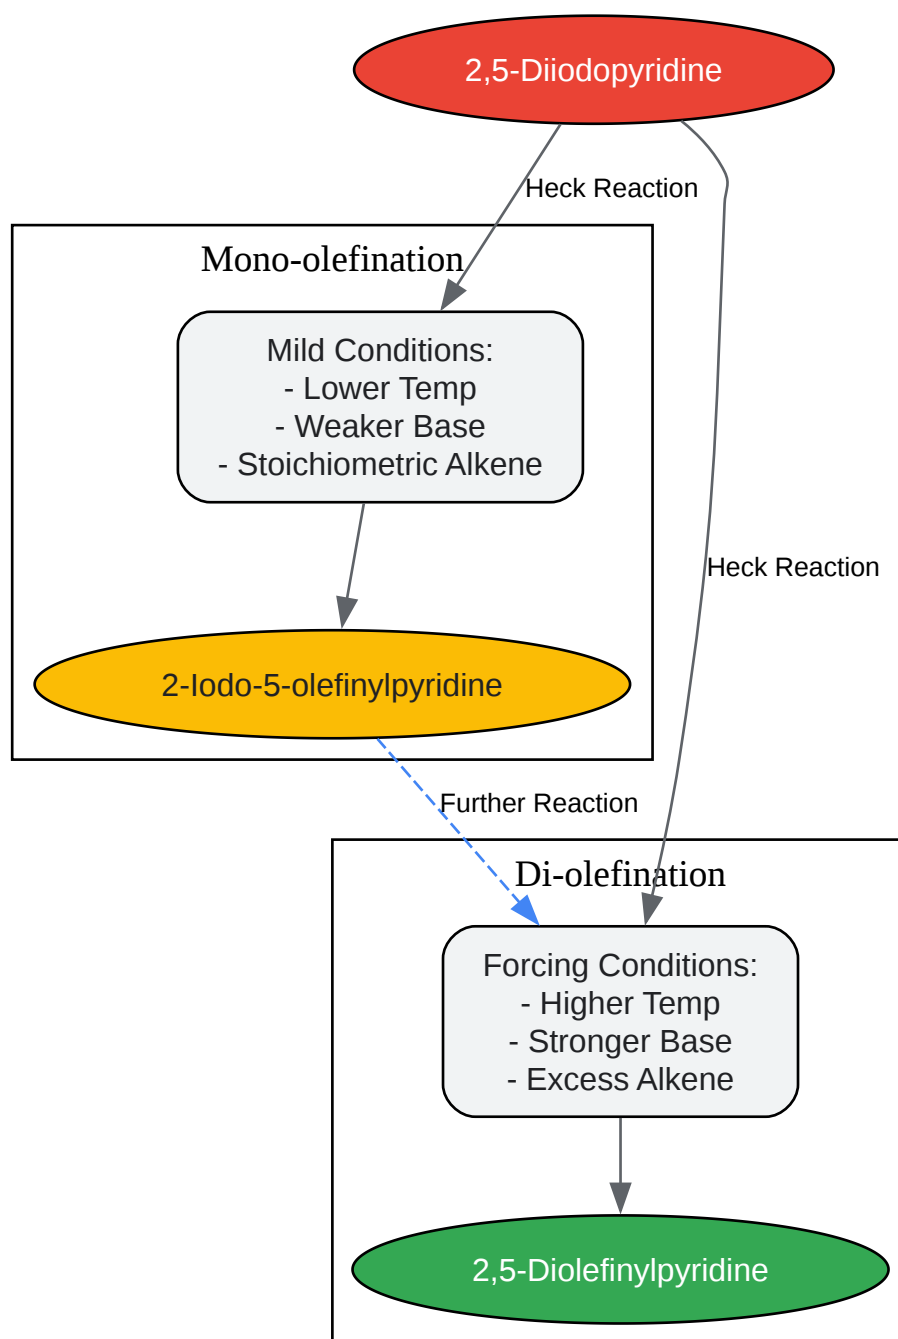 2,5-Diiodopyridine
Heck Reaction
Mono-olefination
Mild Conditions:
- Lower Temp
- Weaker Base
- Stoichiometric Alkene
Heck Reaction
2-Iodo-5-olefinylpyridine
Further Reaction
Di-olefination
Forcing Conditions:
- Higher Temp
- Stronger Base
- Excess Alkene
2,5-Diolefinylpyridine